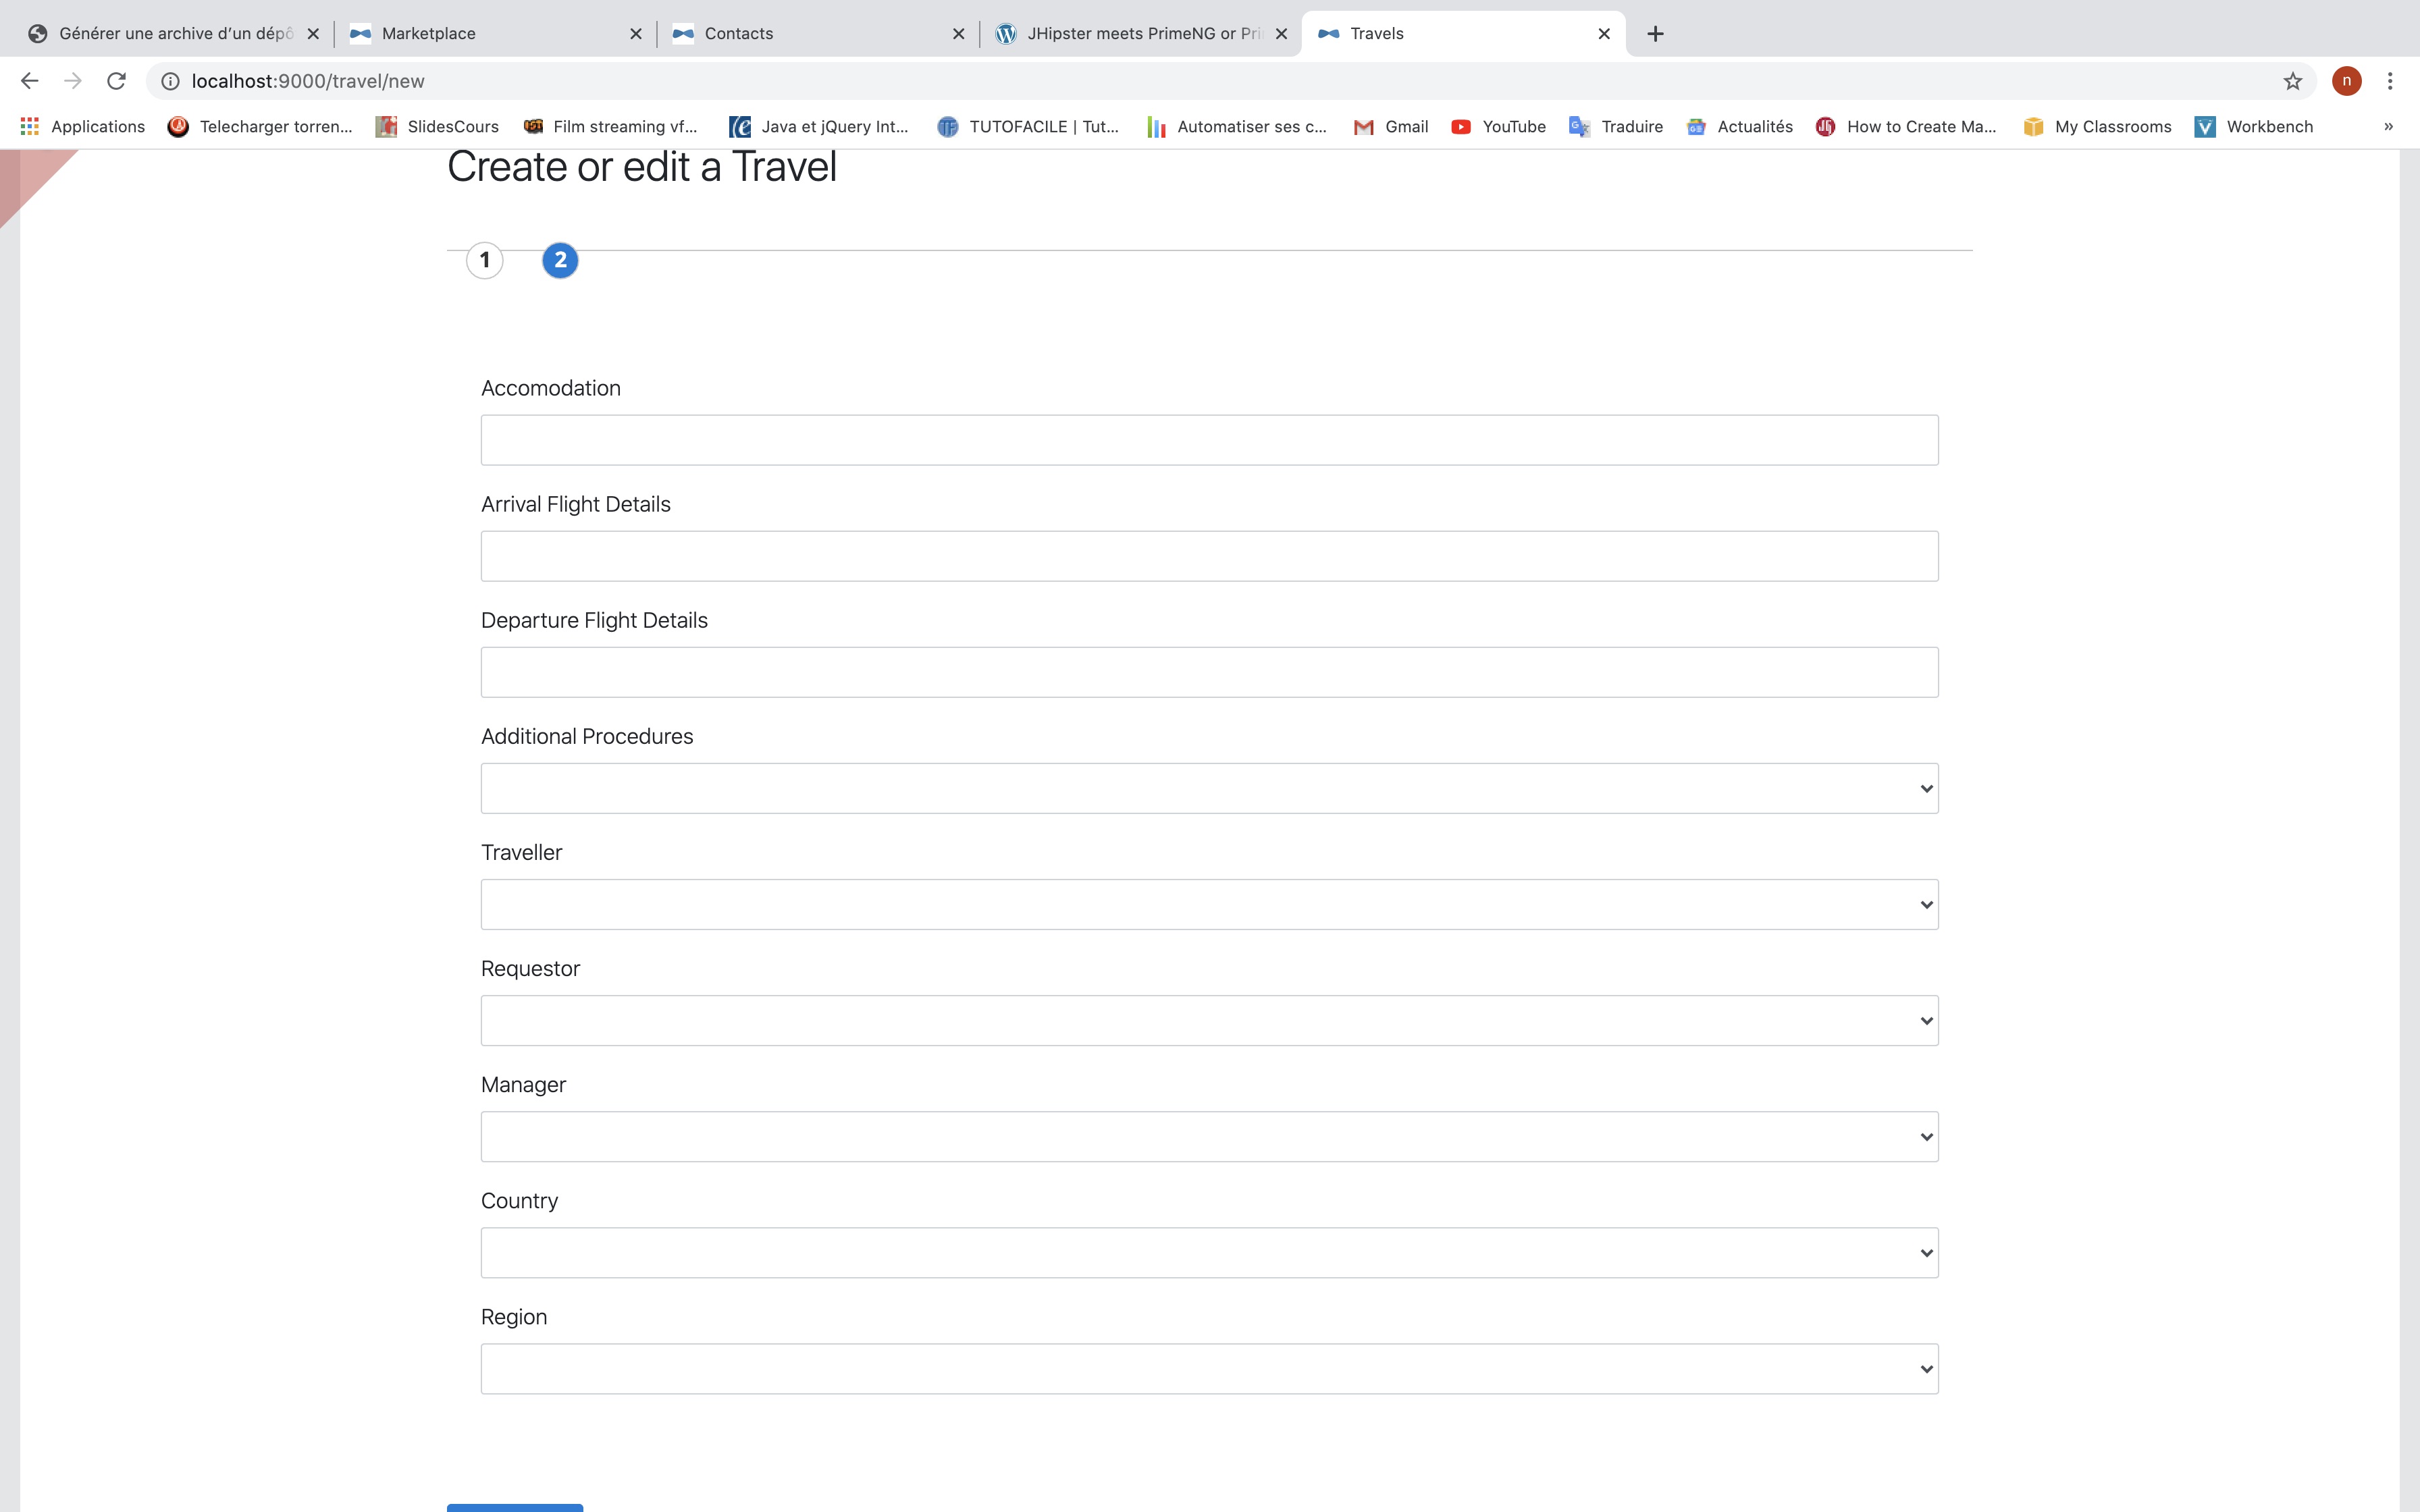 Générer une archive d'un dépô
Marketplace
Contacts
JHipster meets PrimeNG or Pri
Travels
localhost:9000/travel/new
n
Applications
Telecharger torren...
SlidesCours
Film streaming vf...
Java et jQuery Int...
TUTOFACILE | Tut...
Automatiser ses c...
Gmail
YouTube
Traduire
Actualités
How to Create Ma...
My Classrooms
Workbench
»
Create or edit a Travel
1
2
Accomodation
Arrival Flight Details
Departure Flight Details
Additional Procedures
Traveller
Requestor
Manager
Country
Region